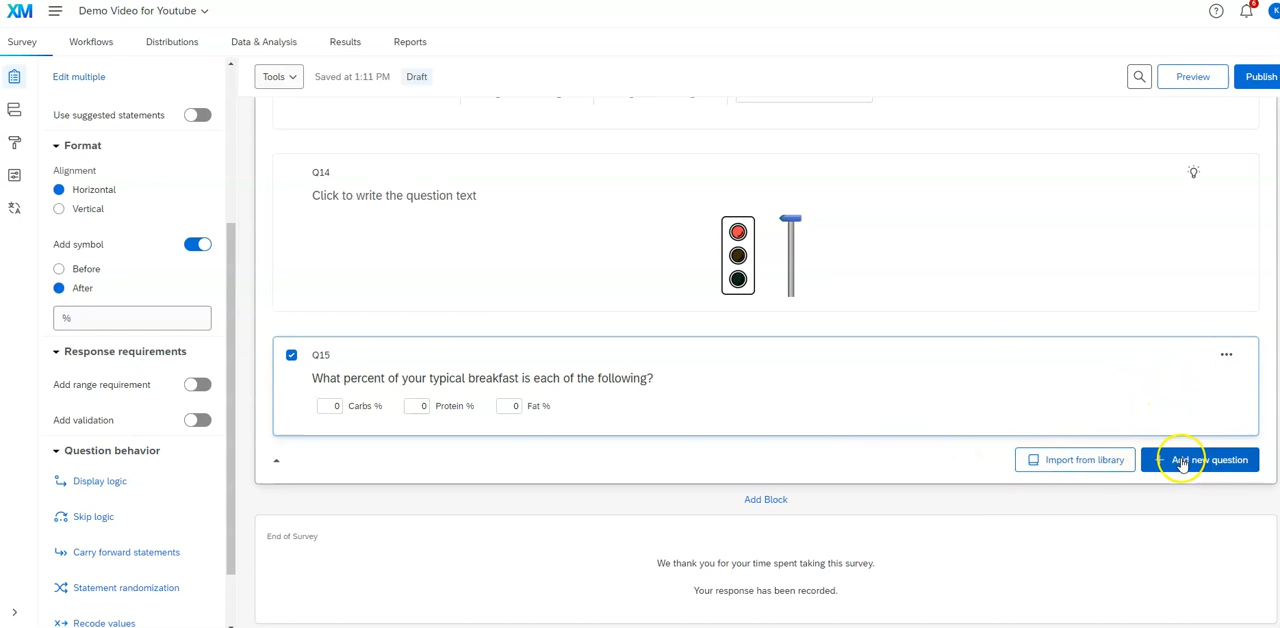 XM Demo Video for Youtube
6 K
Survey Workflows Distributions Data & Analysis Results Reports
Edit multiple
Tools Saved at 1:11 PM Draft Preview Publish
Use suggested statements
Format
Alignment
Horizontal
Vertical
Add symbol
Before
After
%
Response requirements
Add range requirement
Add validation
Question behavior
Display logic
Skip logic
Carry forward statements
Statement randomization
Recode values
Q14
Click to write the question text
Q15
What percent of your typical breakfast is each of the following?
0 Carbs % 0 Protein % 0 Fat %
Import from library + Add new question
Add Block
End of Survey
We thank you for your time spent taking this survey.
Your response has been recorded.